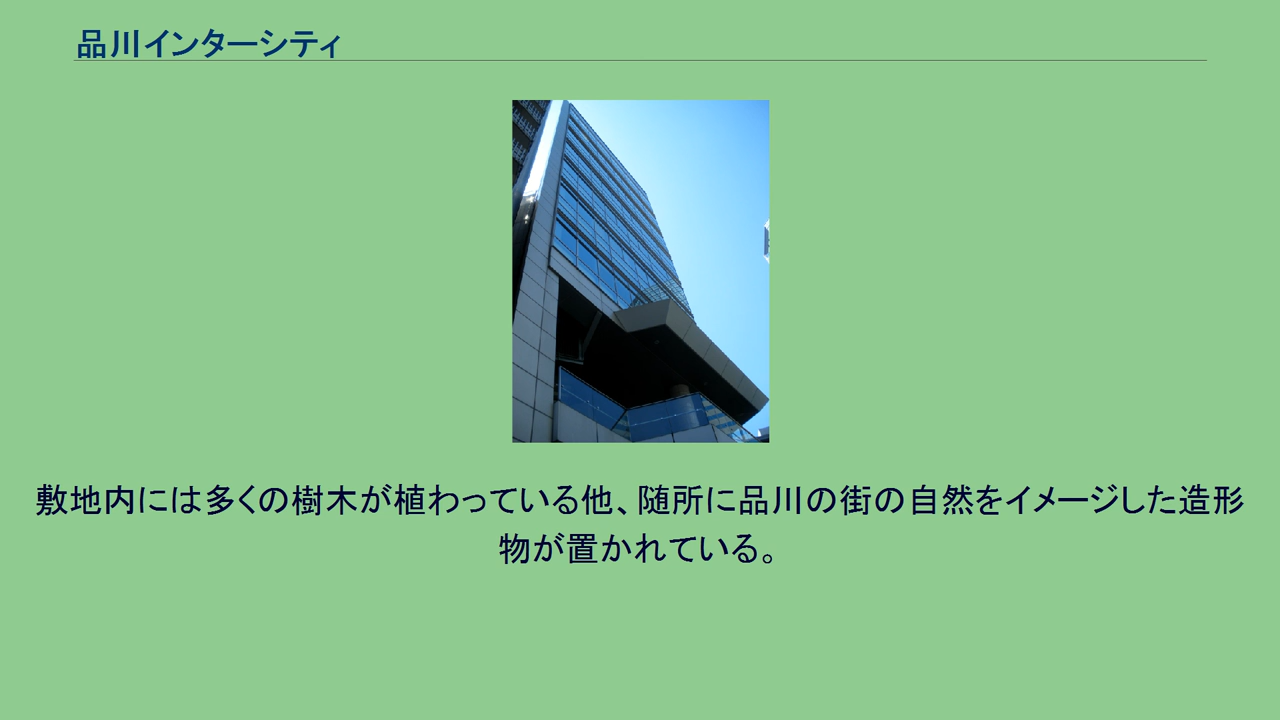 品川インターシティ
敷地内には多くの樹木が植わっている他、随所に品川の街の自然をイメージした造形
物が置かれている。